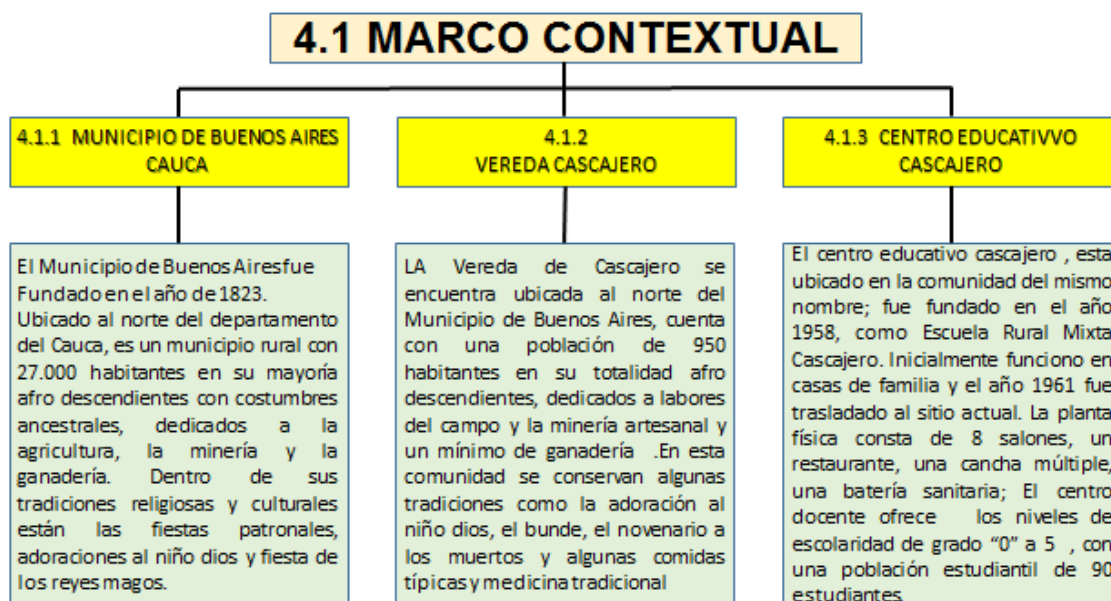 4.1 MARCO CONTEXTUAL
4.1.1 MUNICIPIO DE BUENOS AIRES
CAUCA
El Municipio de Buenos Aires fue
Fundado en el año de 1823.
Ubicado al norte del departamento
del Cauca, es un municipio rural con
27.000 habitantes en su mayoría
afro descendientes con costumbres
ancestrales, dedicados a la
agricultura, la minería y la
ganadería. Dentro de sus
tradiciones religiosas y culturales
están las fiestas patronales,
adoraciones al niño dios y fiesta de
los reyes magos.
4.1.2
VEREDA CASCAJERO
LA Vereda de Cascajero se
encuentra ubicada al norte del
Municipio de Buenos Aires, cuenta
con una población de 950
habitantes en su totalidad afro
descendientes, dedicados a labores
del campo y la minería artesanal y
un mínimo de ganadería .En esta
comunidad se conservan algunas
tradiciones como la adoración al
niño dios, el bunde, el novenario a
los muertos y algunas comidas
típicas y medicina tradicional
4.1.3 CENTRO EDUCATIVVO
CASCAJERO
El centro educativo cascajero , esta
ubicado en la comunidad del mismo
nombre; fue fundado en el año
1958, como Escuela Rural Mixta
Cascajero. Inicialmente funciono en
casas de familia y el año 1961 fue
trasladado al sitio actual. La planta
física consta de 8 salones, un
restaurante, una cancha múltiple,
una batería sanitaria; El centro
docente ofrece los niveles de
escolaridad de grado "0" a 5 , con
una población estudiantil de 90
estudiantes